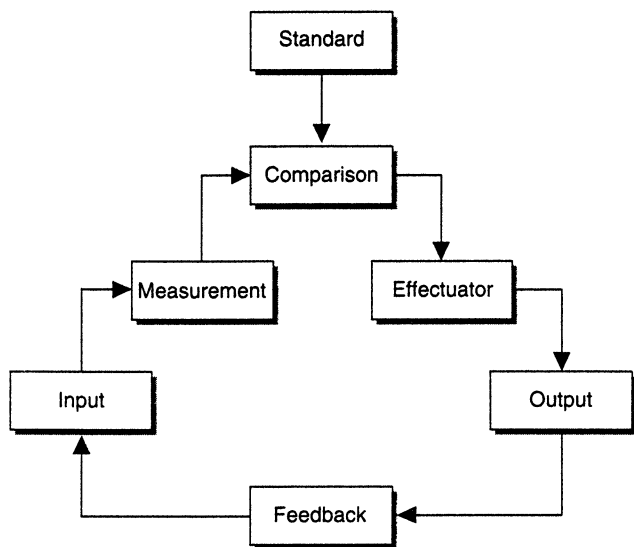 Standard
Comparison
Measurement
Effectuator
Input
Output
Feedback